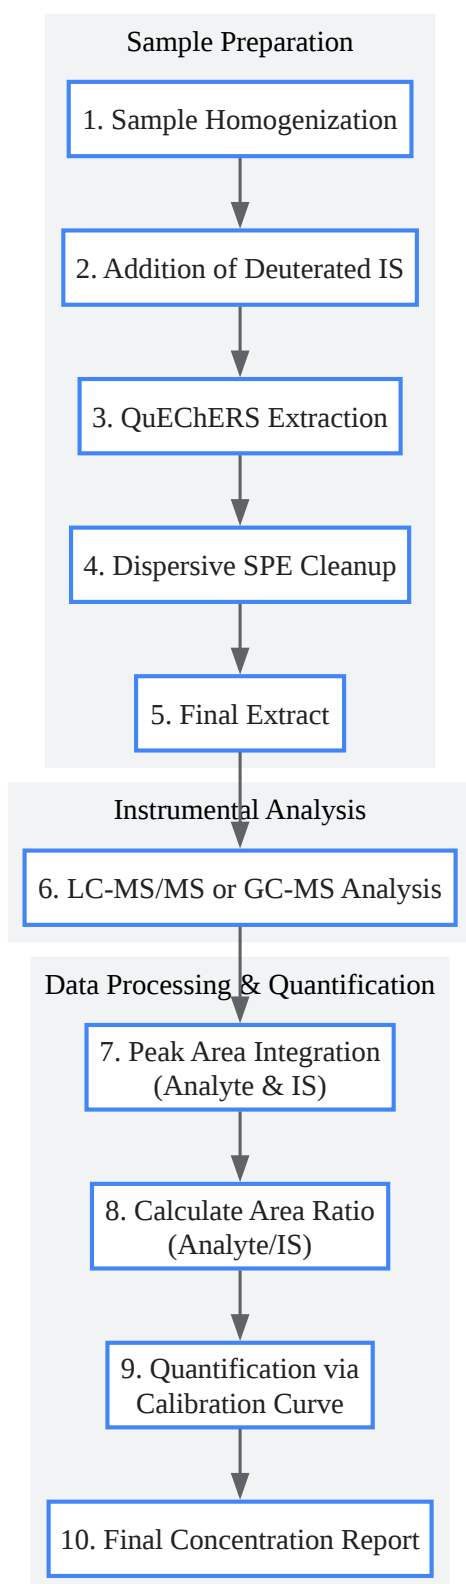 Sample Preparation
1. Sample Homogenization
2. Addition of Deuterated IS
3. QuEChERS Extraction
4. Dispersive SPE Cleanup
5. Final Extract
Instrumental Analysis
6. LC-MS/MS or GC-MS Analysis
Data Processing & Quantification
7. Peak Area Integration
(Analyte & IS)
8. Calculate Area Ratio
(Analyte/IS)
9. Quantification via
Calibration Curve
10. Final Concentration Report